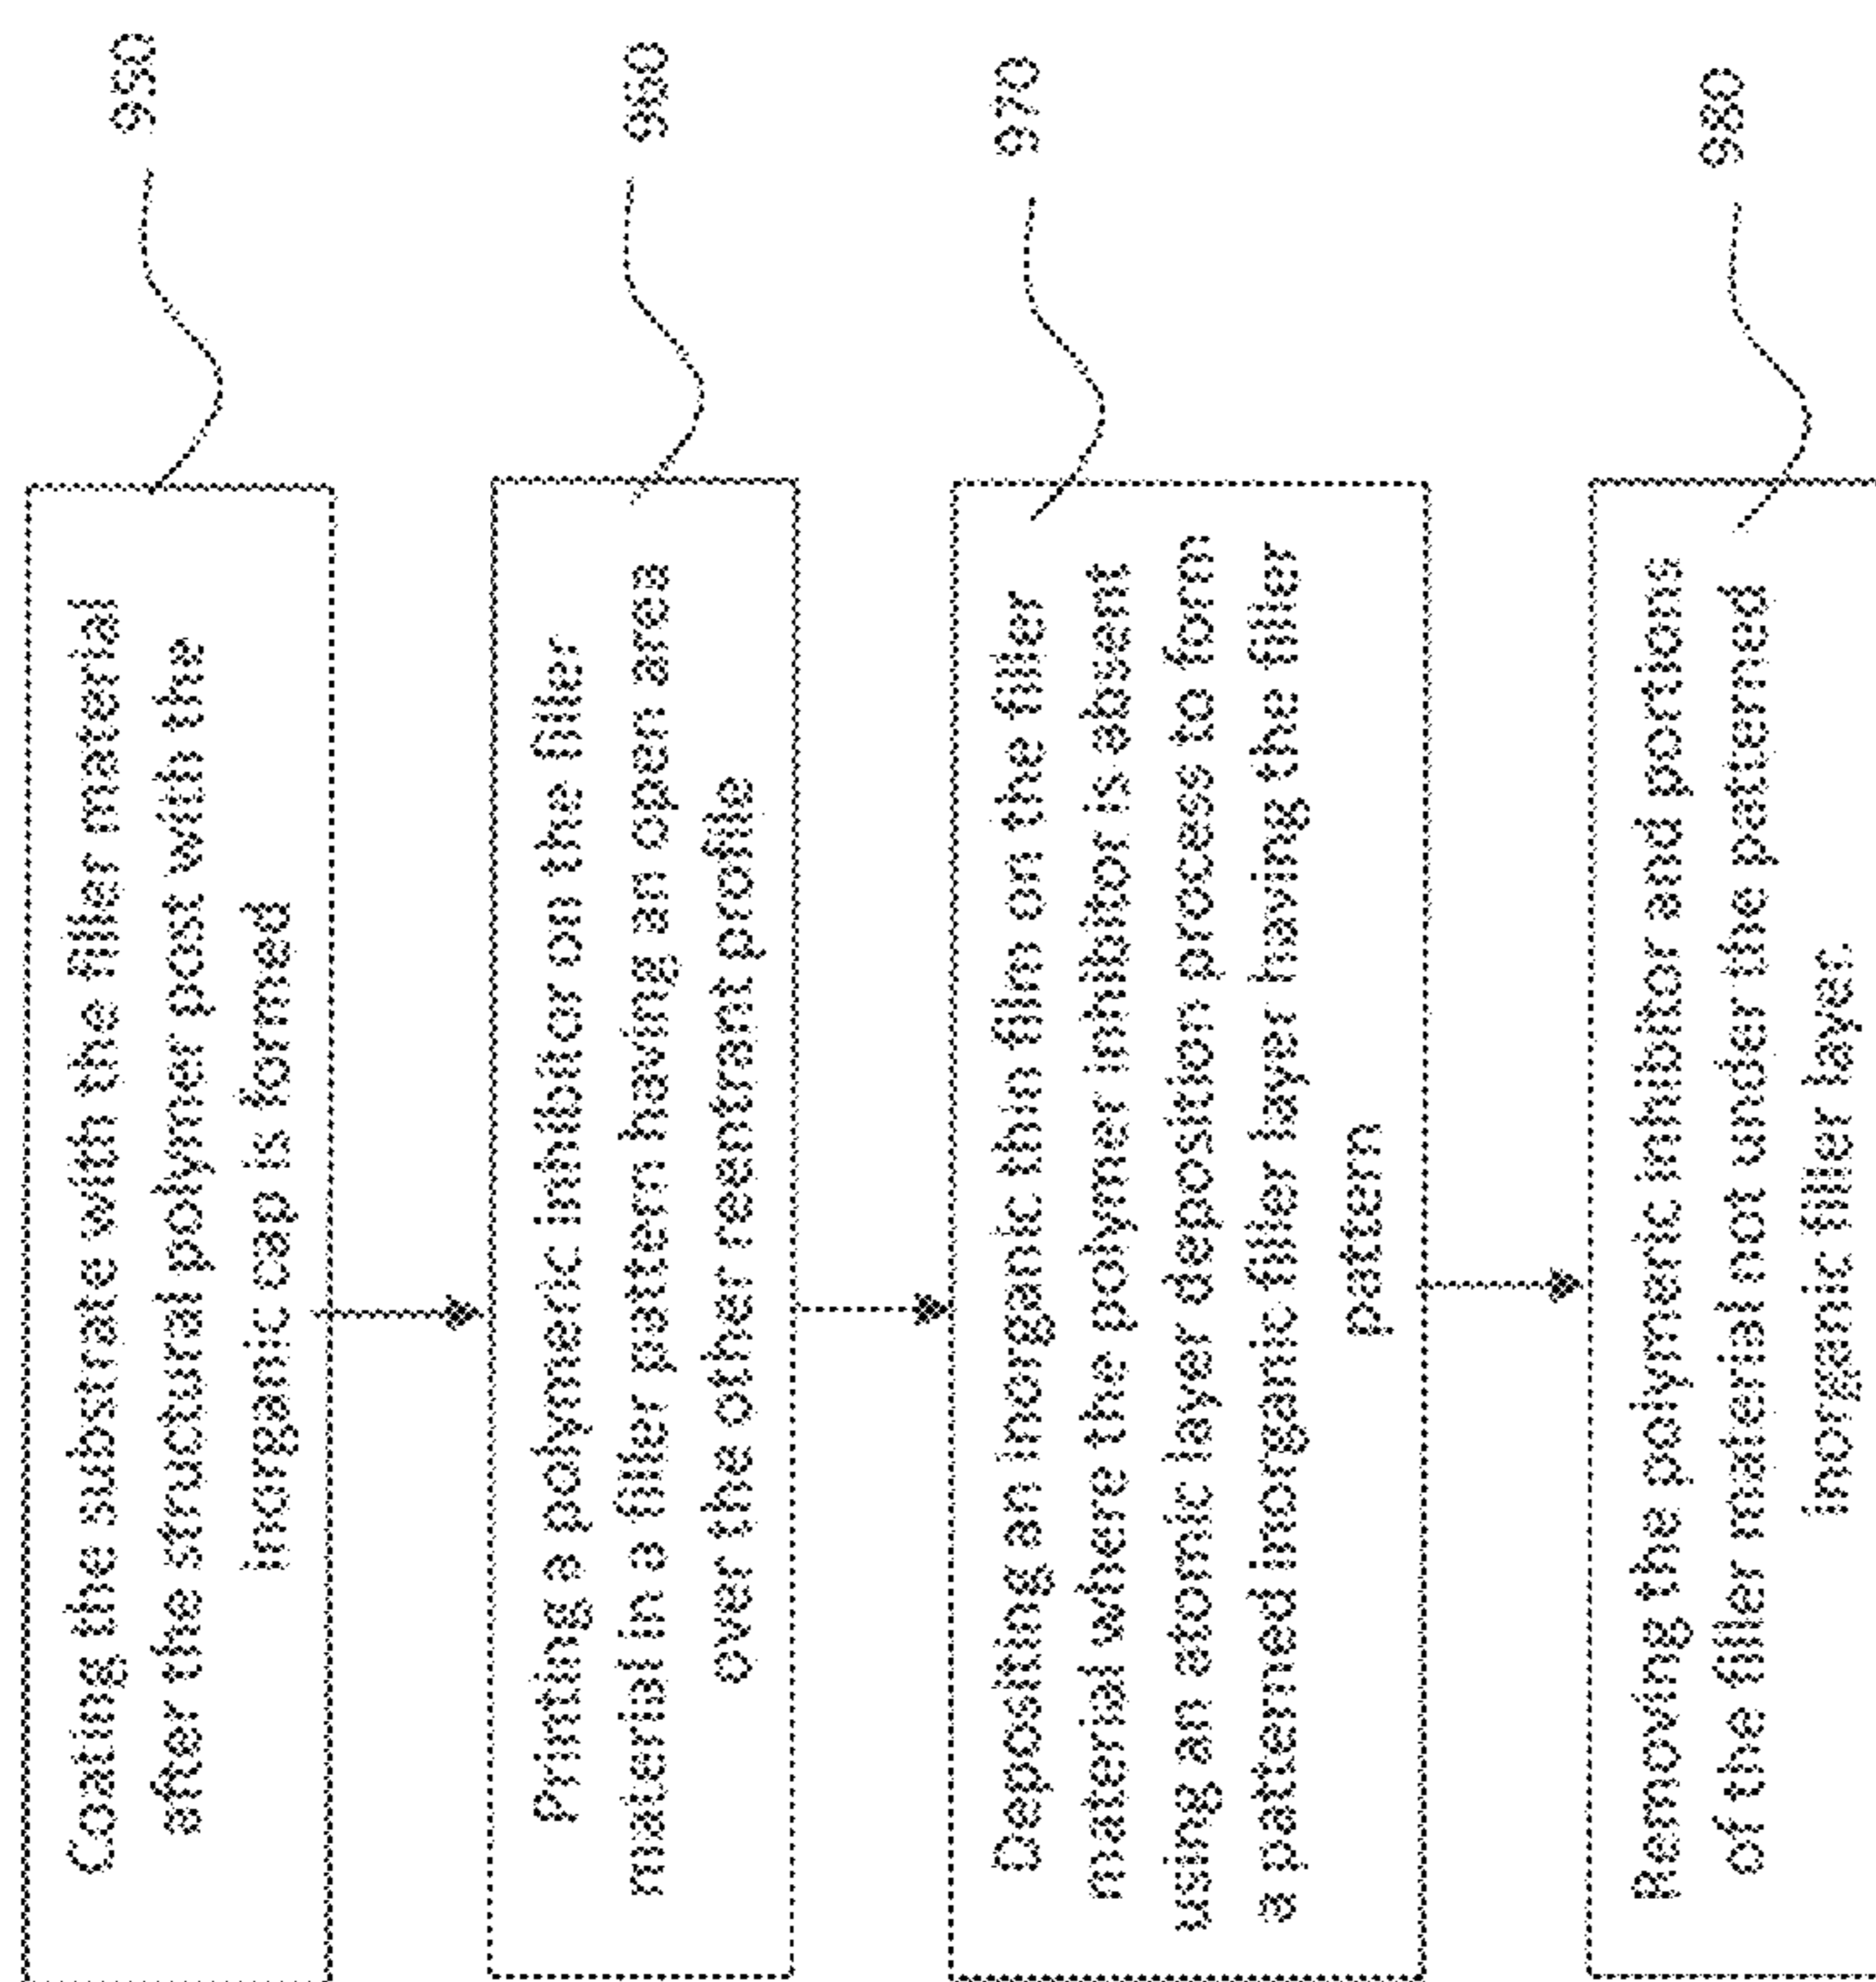 Coating the substrate with the filler material
after the structural polymer post with the
inorganic cap is formed
950
Printing a polymeric inhibitor on the filler
material in a filler pattern having an open area
over the other reentrant profile
Depositing an inorganic thin film on the filler
material where the polymer inhibitor is absent
using an atomic layer deposition process to form
a patterned inorganic filler layer having the filler
pattern
970
Removing the polymeric inhibitor and portions
of the filler material not under the patterned
inorganic filler layer.
980